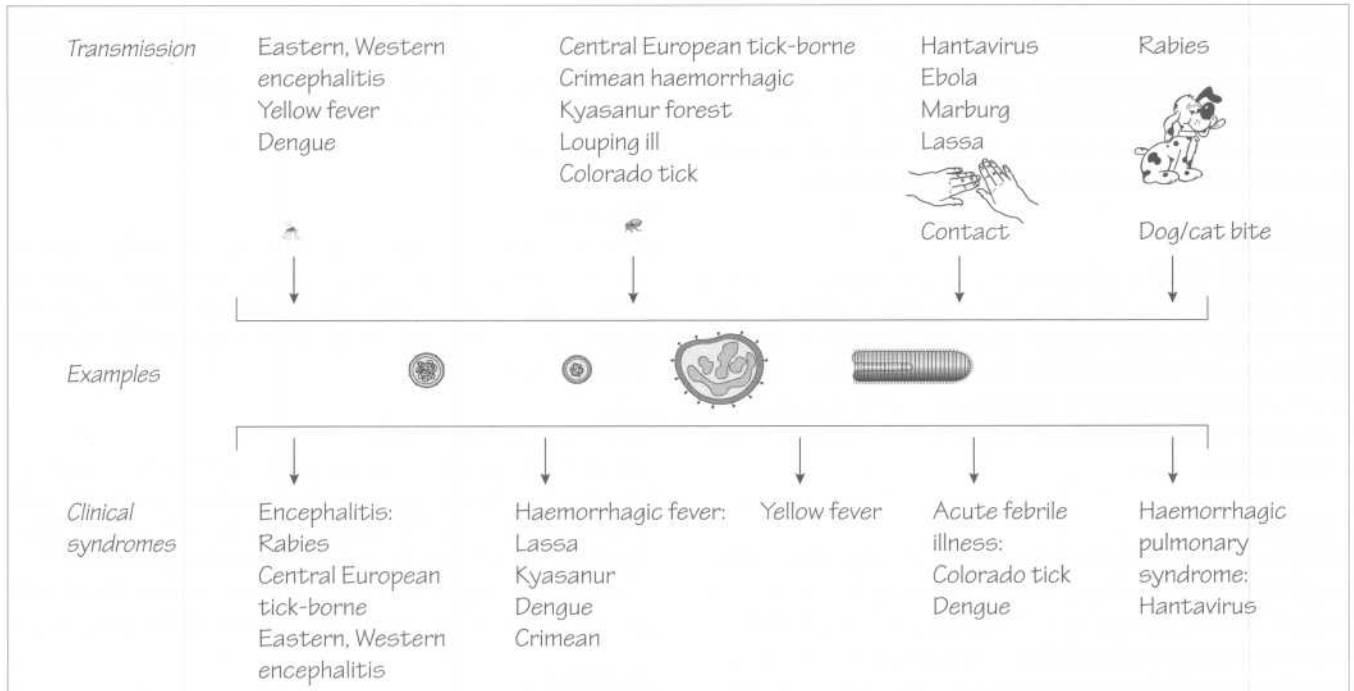 Transmission
Eastern, Western
encephalitis
Yellow fever
Dengue
Central European tick-borne
Crimean haemorrhagic
Kyasanur forest
Louping ill
Colorado tick
Hantavirus
Ebola
Marburg
Lassa
Contact
Rabies
Dog/cat bite
Examples
Clinical
syndromes
Encephalitis:
Rabies
Central European
tick-borne
Eastern, Western
encephalitis
Haemorrhagic fever:
Lassa
Kyasanur
Dengue
Crimean
Yellow fever
Acute febrile
illness:
Colorado tick
Dengue
Haemorrhagic
pulmonary
syndrome:
Hantavirus